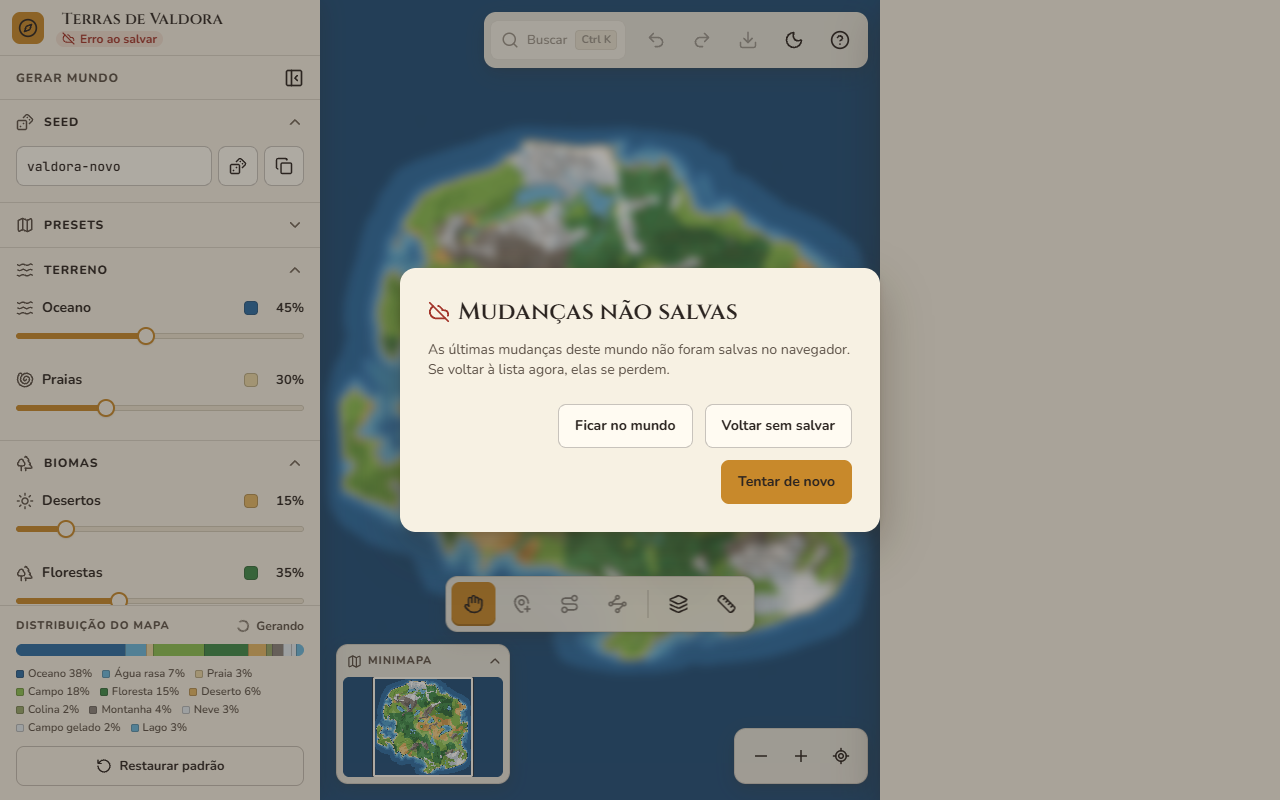 Terras de Valdora
Erro ao salvar
GERAR MUNDO
SEED
valdora-novo
PRESETS
TERRENO
Oceano 45%
Praias 30%
BIOMAS
Desertos 15%
Florestas 35%
DISTRIBUIÇÃO DO MAPA Gerando
Oceano 38% Água rasa 7% Praia 3%
Campo 18% Floresta 15% Deserto 6%
Colina 2% Montanha 4% Neve 3%
Campo gelado 2% Lago 3%
Restaurar padrão
Buscar Ctrl K
Mudanças não salvas
As últimas mudanças deste mundo não foram salvas no navegador.
Se voltar à lista agora, elas se perdem.
Ficar no mundo Voltar sem salvar
Tentar de novo
MINIMAPA